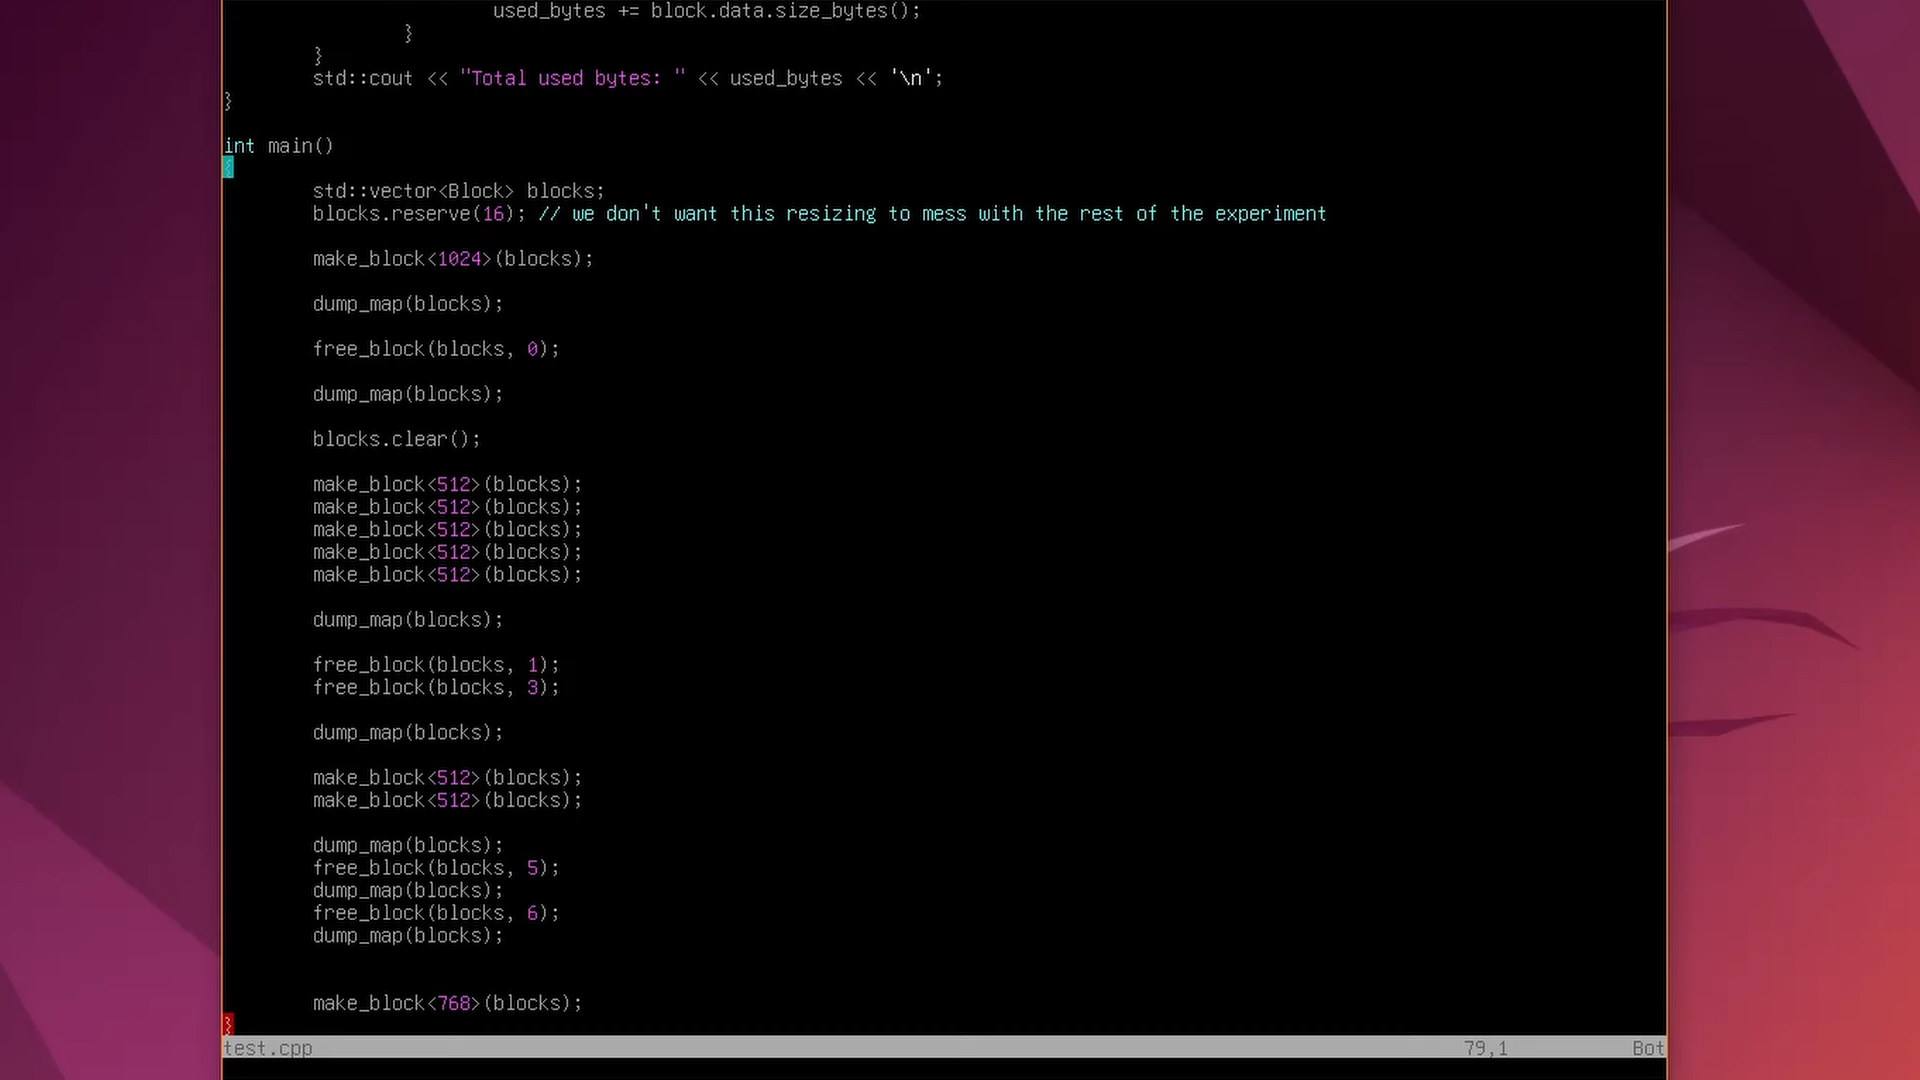 used_bytes += block.data.size_bytes();
}
}
std::cout << "Total used bytes: " << used_bytes << '\n';
}
int main()
{
std::vector<Block> blocks;
blocks.reserve(16); // we don't want this resizing to mess with the rest of the experiment
make_block<1024>(blocks);
dump_map(blocks);
free_block(blocks, 0);
dump_map(blocks);
blocks.clear();
make_block<512>(blocks);
make_block<512>(blocks);
make_block<512>(blocks);
make_block<512>(blocks);
make_block<512>(blocks);
dump_map(blocks);
free_block(blocks, 1);
free_block(blocks, 3);
dump_map(blocks);
make_block<512>(blocks);
make_block<512>(blocks);
dump_map(blocks);
free_block(blocks, 5);
dump_map(blocks);
free_block(blocks, 6);
dump_map(blocks);
make_block<768>(blocks);
}
test.cpp 79,1 Bot